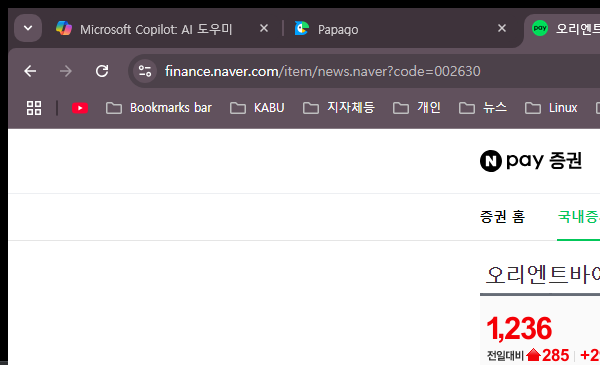 Microsoft Copilot: AI 도우미
Papago
오리엔트
finance.naver.com/item/news.naver?code=002630
Bookmarks bar
KABU
지자체등
개인
뉴스
Linux
N pay 증권
증권 홈
국내증
오리엔트바이
1,236
전일대비 285 +2